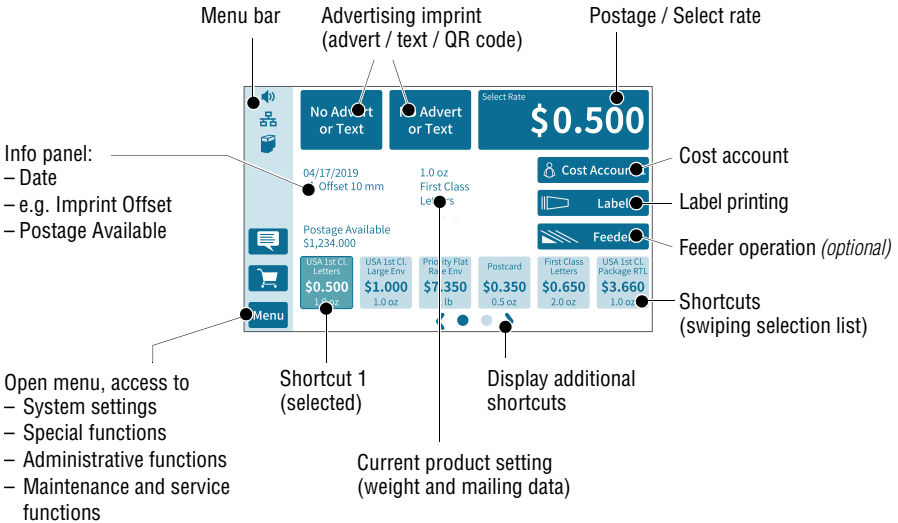 Menu bar
Advertising imprint
(advert / text / QR code)
Postage / Select rate
No Advert
or Text
No Advert
or Text
Select Rate
$0.500
Info panel:
– Date
– e.g. Imprint Offset
– Postage Available
04/17/2019
Offset 10 mm
1.0 oz
First Class
Letters
Postage Available
$1,234.000
Cost Account
Cost account
Label
Label printing
Feeder
Feeder operation (optional)
USA 1st Cl.
Letters
$0.500
1.0 oz
USA 1st Cl.
Large Env
$1.000
1.0 oz
Priority Flat
Rate Env
$7.350
lb
Postcard
$0.350
0.5 oz
First Class
Letters
$0.650
2.0 oz
USA 1st Cl.
Package RTL
$3.660
1.0 oz
Shortcuts
(swiping selection list)
Menu
Open menu, access to
– System settings
– Special functions
– Administrative functions
– Maintenance and service
functions
Shortcut 1
(selected)
Display additional
shortcuts
Current product setting
(weight and mailing data)